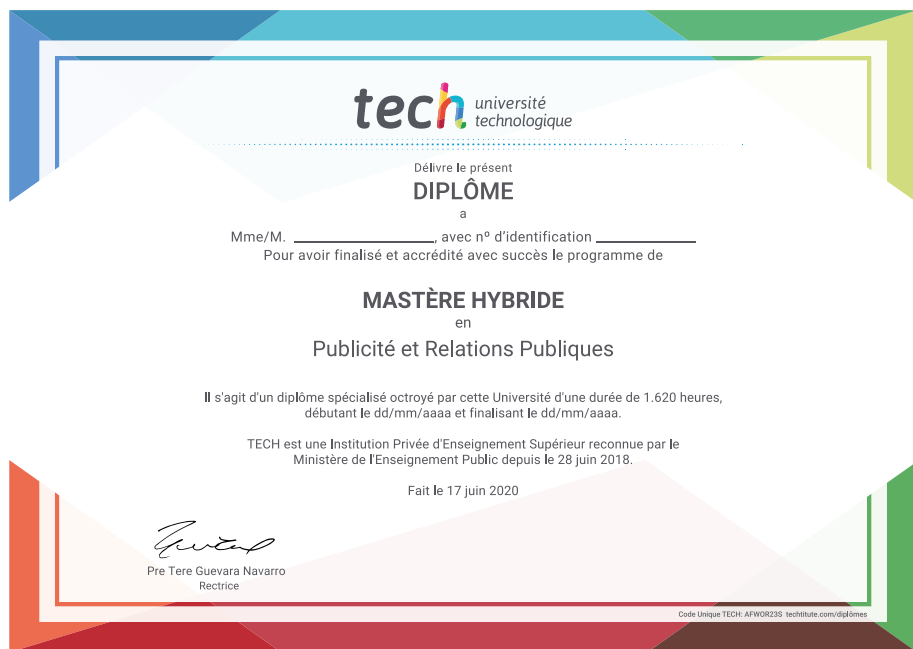 tech université
technologique
Délivre le présent
DIPLÔME
a
Mme/M. ____________________, avec nº d'identification ______________
Pour avoir finalisé et accrédité avec succès le programme de
MASTÈRE HYBRIDE
en
Publicité et Relations Publiques
Il s'agit d'un diplôme spécialisé octroyé par cette Université d'une durée de 1.620 heures,
débutant le dd/mm/aaaa et finalisant le dd/mm/aaaa.
TECH est une Institution Privée d'Enseignement Supérieur reconnue par le
Ministère de l'Enseignement Public depuis le 28 juin 2018.
Fait le 17 juin 2020
Pre Tere Guevara Navarro
Rectrice
Code Unique TECH: AFWOR23S techtitute.com/diplômes